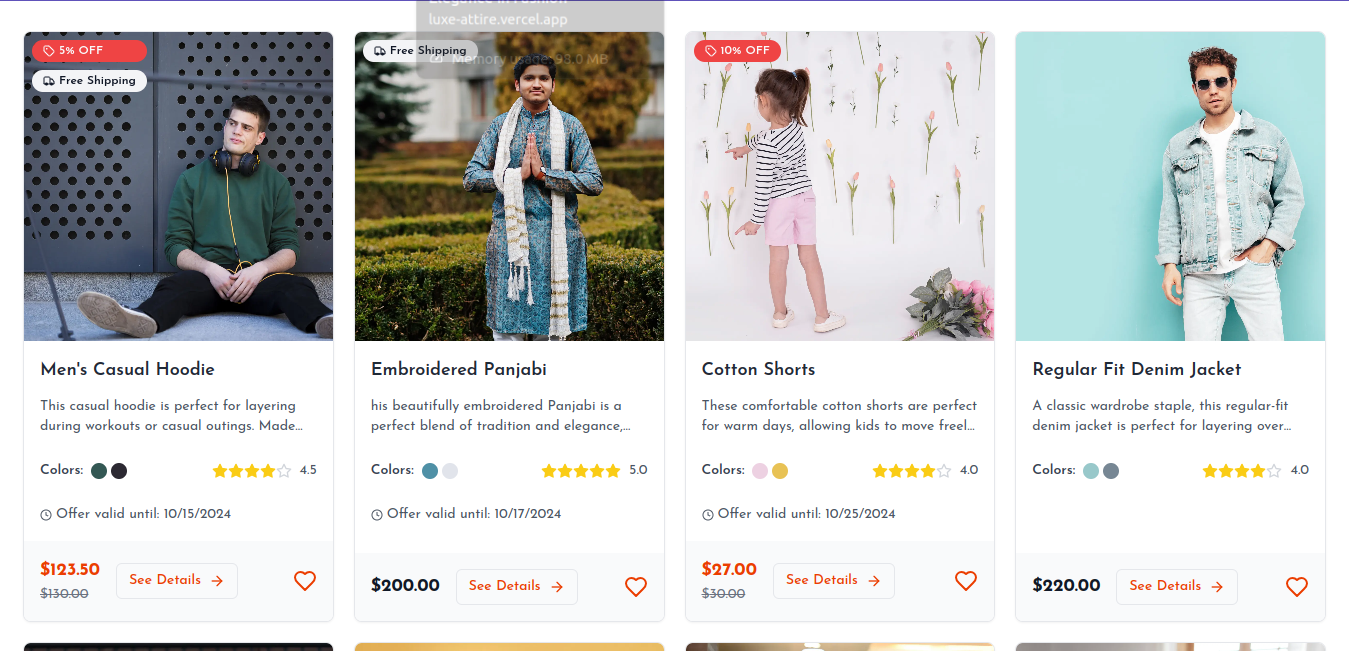 Elegance in Fashion
luxe-attire.vercel.app
Memory usage: 93.0 MB
5% OFF
Free Shipping
Men's Casual Hoodie
This casual hoodie is perfect for layering
during workouts or casual outings. Made...
Colors:
4.5
Offer valid until: 10/15/2024
$123.50
$130.00
See Details
Free Shipping
Embroidered Panjabi
his beautifully embroidered Panjabi is a
perfect blend of tradition and elegance,...
Colors:
5.0
Offer valid until: 10/17/2024
$200.00
See Details
10% OFF
Cotton Shorts
These comfortable cotton shorts are perfect
for warm days, allowing kids to move freel...
Colors:
4.0
Offer valid until: 10/25/2024
$27.00
$30.00
See Details
Regular Fit Denim Jacket
A classic wardrobe staple, this regular-fit
denim jacket is perfect for layering over...
Colors:
4.0
$220.00
See Details